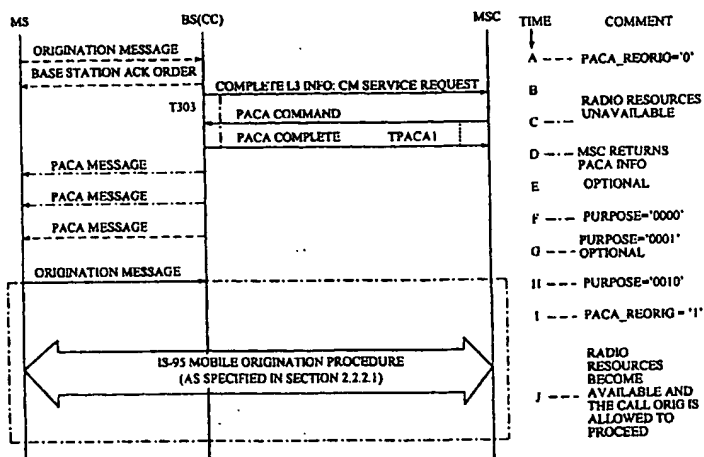 MS BS(CC) MSC TIME COMMENT
ORIGINATION MESSAGE
A PACA_REORIG='0'
BASE STATION ACK ORDER
COMPLETE L3 INFO: CM SERVICE REQUEST
B
T303
PACA COMMAND
C
RADIO RESOURCES
UNAVAILABLE
PACA COMPLETE TPACA1
D MSC RETURNS
PACA INFO
PACA MESSAGE
E OPTIONAL
PACA MESSAGE
F PURPOSE='0000'
PACA MESSAGE
G PURPOSE='0001'
OPTIONAL
ORIGINATION MESSAGE
H PURPOSE='0010'
I PACA_REORIG = '1'
IS-95 MOBILE ORIGINATION PROCEDURE
(AS SPECIFIED IN SECTION 2.2.2.1)
J
RADIO
RESOURCES
BECOME
AVAILABLE AND
THE CALL ORIG IS
ALLOWED TO
PROCEED